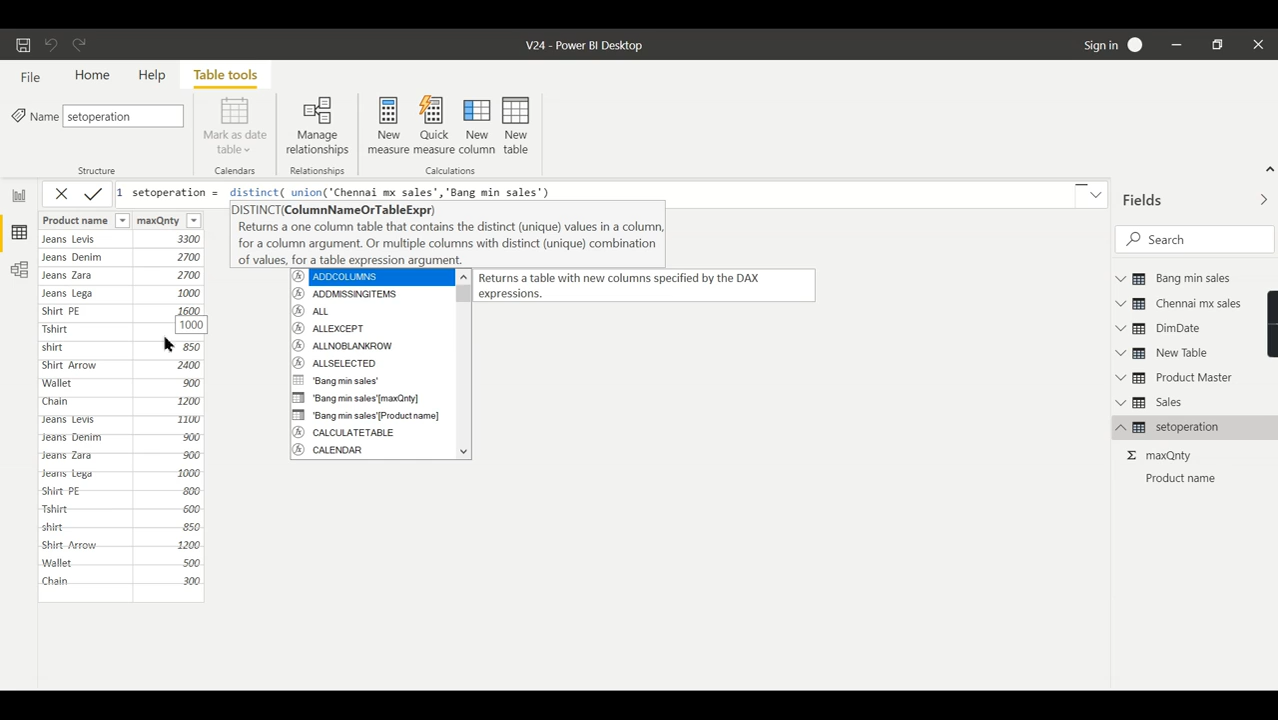 V24 - Power BI Desktop
Sign in
File
Home
Help
Table tools
Name
setoperation
Mark as date
table
Manage
relationships
New
measure
Quick
measure
New
column
New
table
Structure
Calendars
Relationships
Calculations
1 setoperation = distinct( union('Chennai mx sales','Bang min sales')
DISTINCT(ColumnNameOrTableExpr)
Returns a one column table that contains the distinct (unique) values in a column,
for a column argument. Or multiple columns with distinct (unique) combination
of values, for a table expression argument.
ADDCOLUMNS
ADDMISSINGITEMS
ALL
ALLEXCEPT
ALLNOBLANKROW
ALLSELECTED
'Bang min sales'
'Bang min sales'[maxQnty]
'Bang min sales'[Product name]
CALCULATETABLE
CALENDAR
Returns a table with new columns specified by the DAX
expressions.
Product name maxQnty
Jeans Levis 3300
Jeans Denim 2700
Jeans Zara 2700
Jeans Lega 1000
Shirt PE 1600
1000
Tshirt
shirt 850
Shirt Arrow 2400
Wallet 900
Chain 1200
Jeans Levis 1100
Jeans Denim 900
Jeans Zara 900
Jeans Lega 1000
Shirt PE 800
Tshirt 600
shirt 850
Shirt Arrow 1200
Wallet 500
Chain 300
Fields
Search
Bang min sales
Chennai mx sales
DimDate
New Table
Product Master
Sales
setoperation
Σ maxQnty
Product name